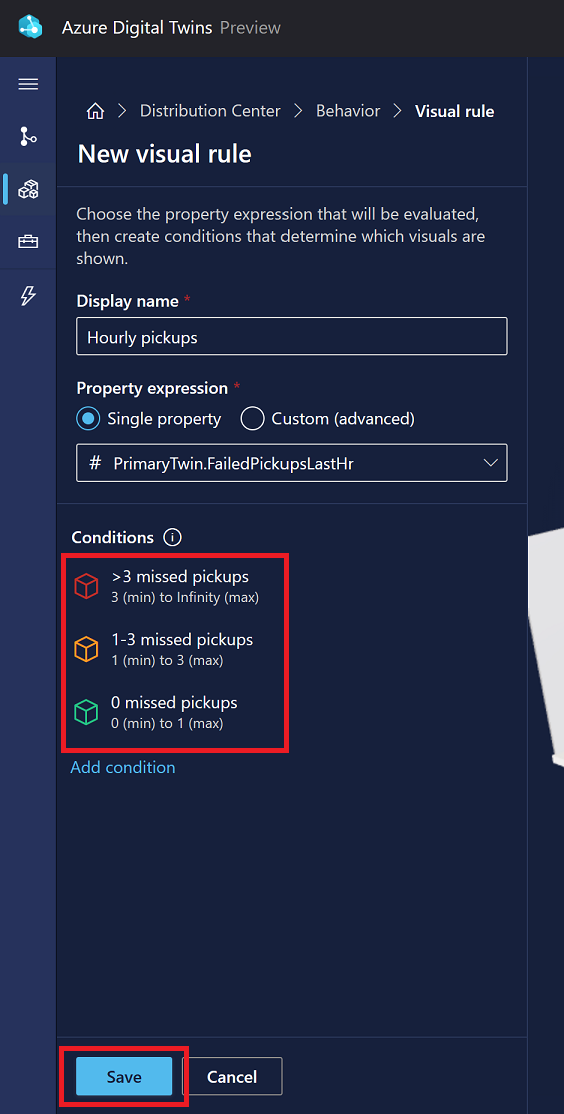 Azure Digital Twins Preview
Distribution Center > Behavior > Visual rule
New visual rule
Choose the property expression that will be evaluated,
then create conditions that determine which visuals are
shown.
Display name *
Hourly pickups
Property expression *
Single property Custom (advanced)
# PrimaryTwin.FailedPickupsLastHr
Conditions
>3 missed pickups
3 (min) to Infinity (max)
1-3 missed pickups
1 (min) to 3 (max)
0 missed pickups
0 (min) to 1 (max)
Add condition
Save Cancel